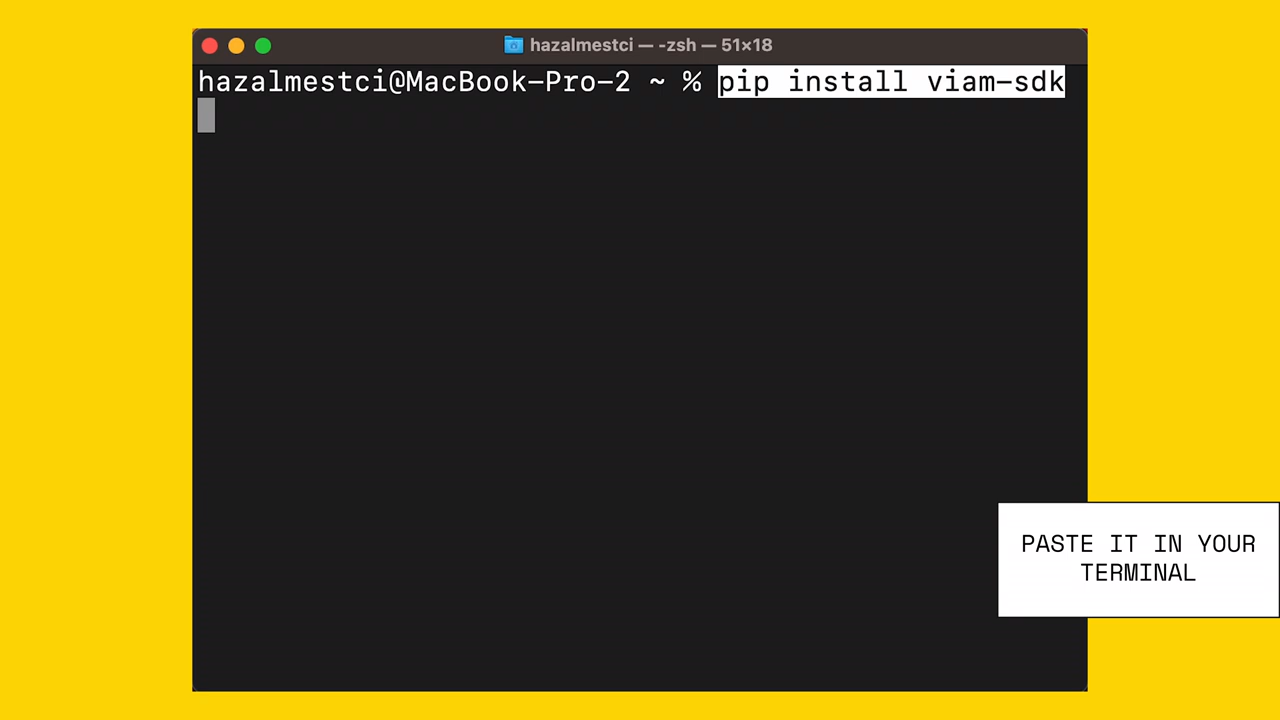 hazalmestci — -zsh — 51×18
hazalmestci@MacBook-Pro-2 ~ % pip install viam-sdk
PASTE IT IN YOUR
TERMINAL